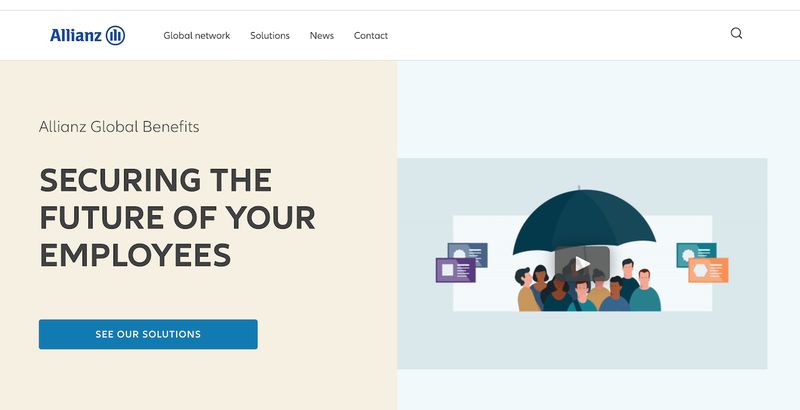 Allianz
Global network Solutions News Contact
Allianz Global Benefits
SECURING THE
FUTURE OF YOUR
EMPLOYEES
SEE OUR SOLUTIONS